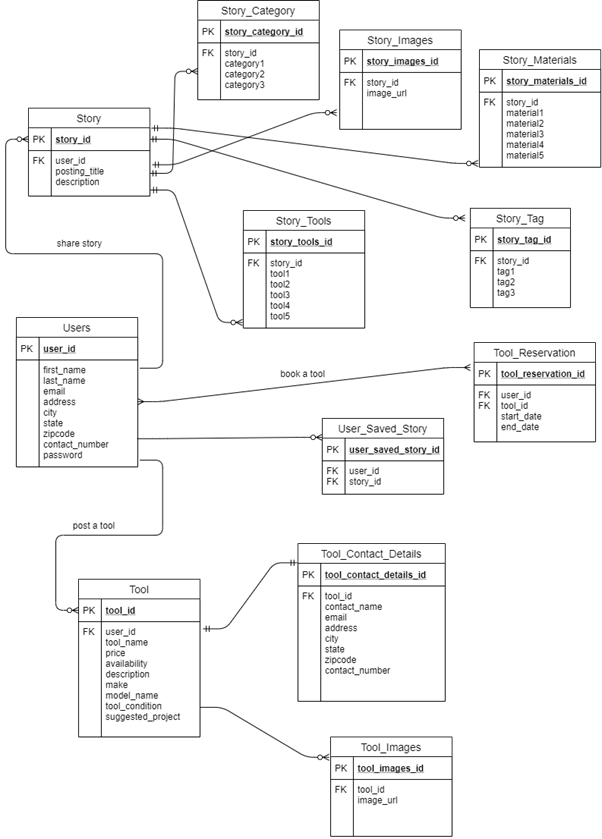 Story_Category
PK story_category_id
FK story_id
category1
category2
category3
Story_Images
PK story_images_id
FK story_id
image_url
Story_Materials
PK story_materials_id
FK story_id
material1
material2
material3
material4
material5
Story
PK story_id
FK user_id
posting_title
description
share story
Story_Tools
PK story_tools_id
FK story_id
tool1
tool2
tool3
tool4
tool5
Story_Tag
PK story_tag_id
FK story_id
tag1
tag2
tag3
Users
PK user_id
first_name
last_name
email
address
city
state
zipcode
contact_number
password
book a tool
Tool_Reservation
PK tool_reservation_id
FK user_id
FK tool_id
start_date
end_date
User_Saved_Story
PK user_saved_story_id
FK user_id
FK story_id
post a tool
Tool
PK tool_id
FK user_id
tool_name
price
availability
description
make
model_name
tool_condition
suggested_project
Tool_Contact_Details
PK tool_contact_details_id
FK tool_id
contact_name
email
address
city
state
zipcode
contact_number
Tool_Images
PK tool_images_id
FK tool_id
image_url